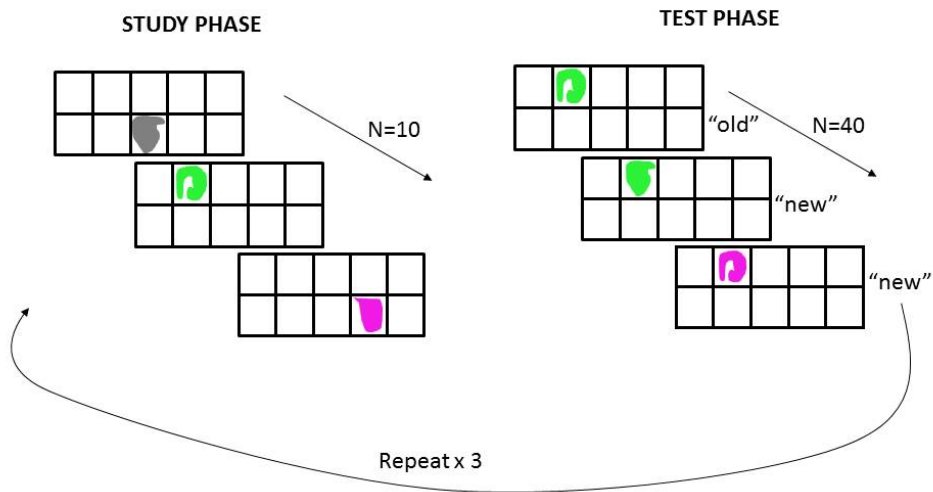 STUDY PHASE
TEST PHASE
N=10
“old”
N=40
“new”
“new”
Repeat x 3